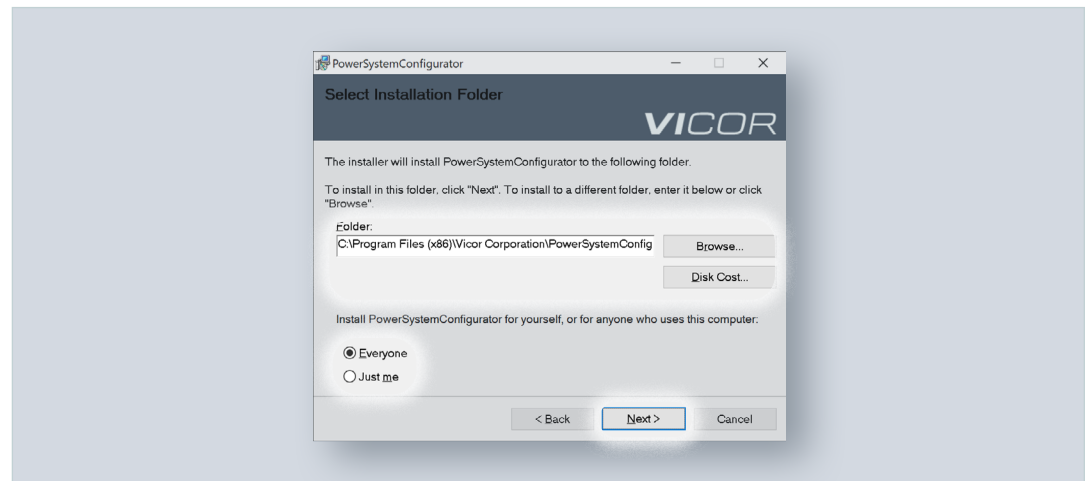 PowerSystemConfigurator
Select Installation Folder
VICOR
The installer will install PowerSystemConfigurator to the following folder.
To install in this folder, click "Next". To install to a different folder, enter it below or click
"Browse".
Folder:
C:\Program Files (x86)\Vicor Corporation\PowerSystemConfig
Browse...
Disk Cost...
Install PowerSystemConfigurator for yourself, or for anyone who uses this computer:
Everyone
Just me
< Back
Next >
Cancel